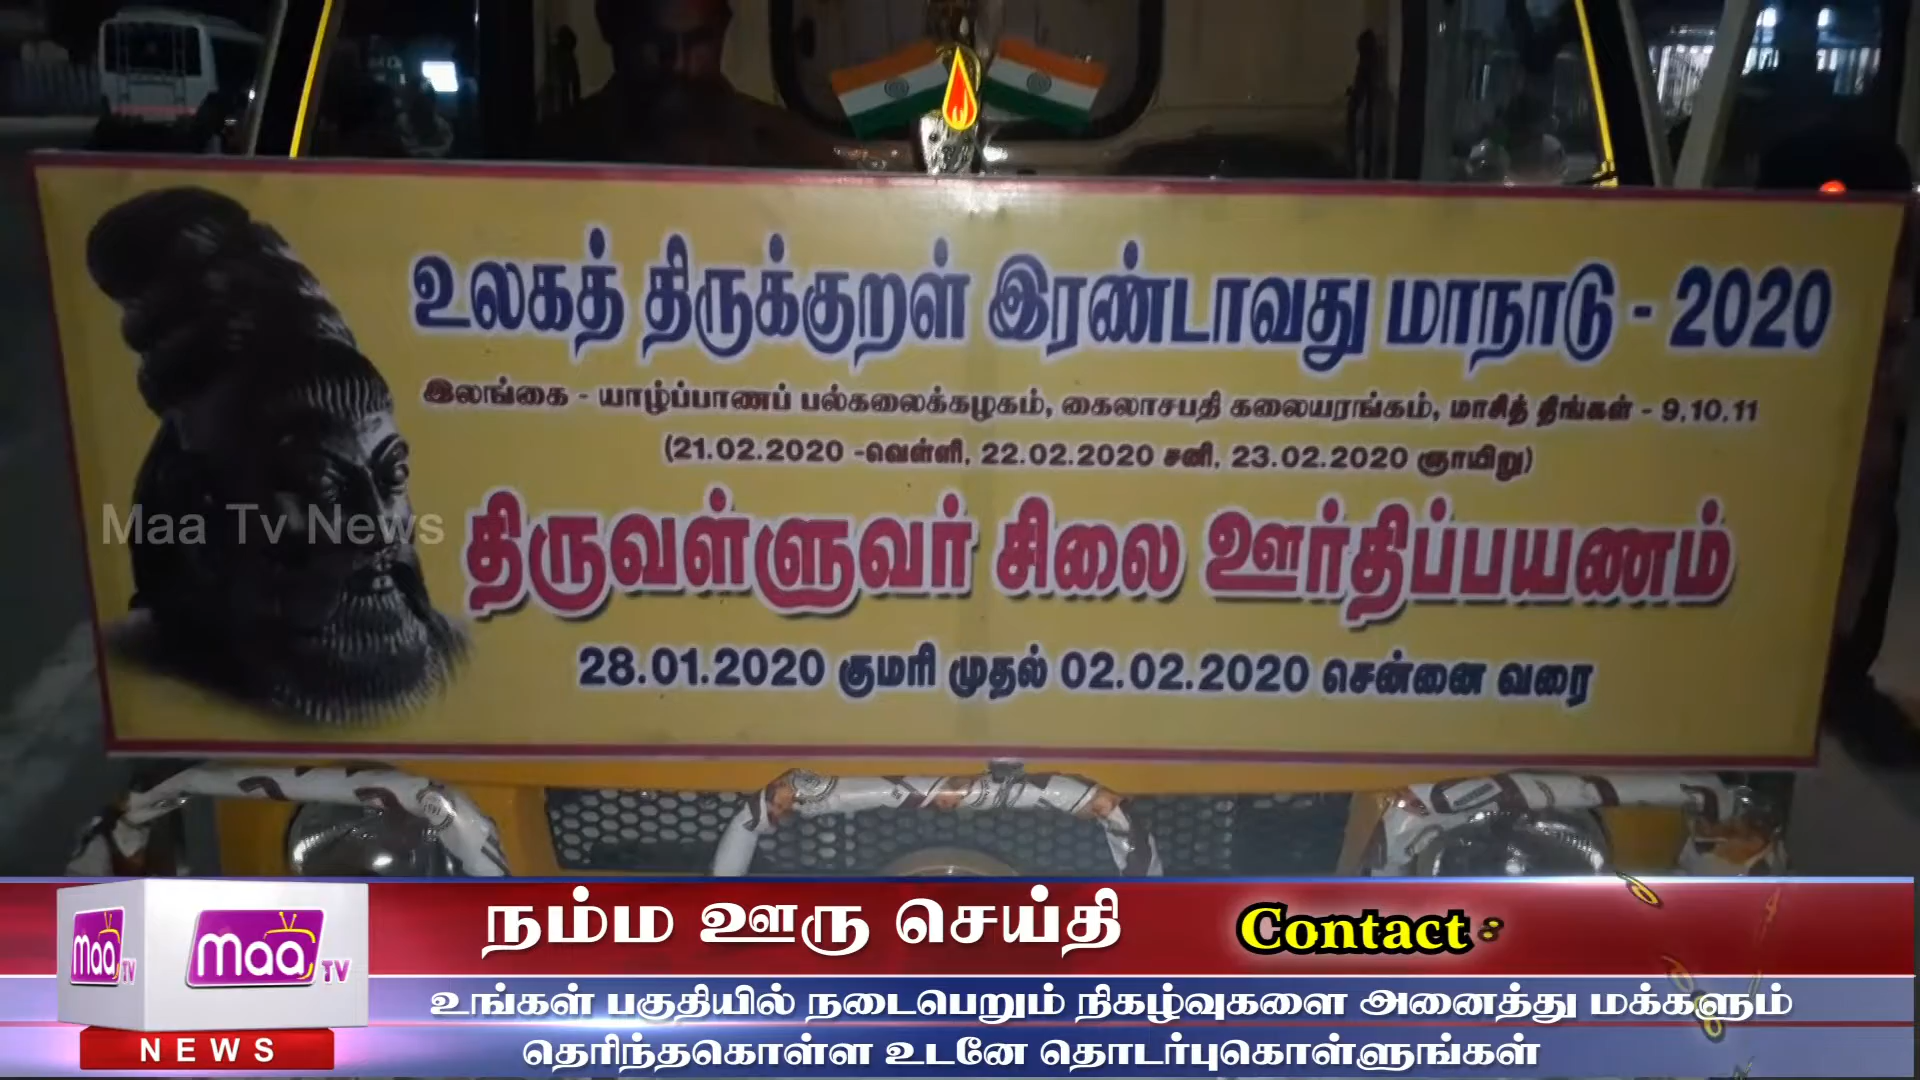 உலகத் திருக்குறள் இரண்டாவது மாநாடு - 2020
இலங்கை - யாழ்ப்பாணப் பல்கலைக்கழகம், கைலாசபதி கலையரங்கம், மாசித் திங்கள் - 9,10,11
(21.02.2020 -வெள்ளி, 22.02.2020 சனி, 23.02.2020 ஞாயிறு)
Maa Tv News
திருவள்ளுவர் சிலை ஊர்திப்பயணம்
28.01.2020 குமரி முதல் 02.02.2020 சென்னை வரை
நம்ம ஊரு செய்தி Contact :
maa TV
maa TV
உங்கள் பகுதியில் நடைபெறும் நிகழ்வுகளை அனைத்து மக்களும்
தெரிந்தகொள்ள உடனே தொடர்புகொள்ளுங்கள்
NEWS